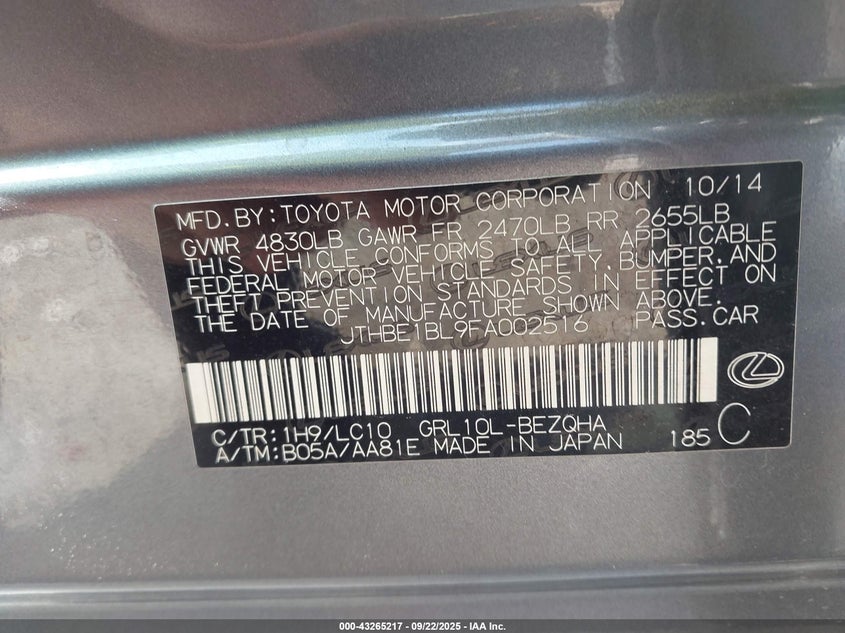 MFD.BY:TOYOTA MOTOR CORPORATION 10/14
GVWR 4830LB GAWR FR 2470LB RR 2655LB
THIS VEHICLE CONFORMS TO ALL APPLICABLE
FEDERAL MOTOR VEHICLE SAFETY,BUMPER,AND
THEFT PREVENTION STANDARDS IN EFFECT ON
THE DATE OF MANUFACTURE SHOWN ABOVE.
JTHBE1BL9FA002516 PASS.CAR
C/TR:1H9/LC10 GRL10L-BEZQHA
A/TM:B05A/AA81E MADE IN JAPAN 185 C
000-43265217 - 09/22/2025 - IAA Inc.